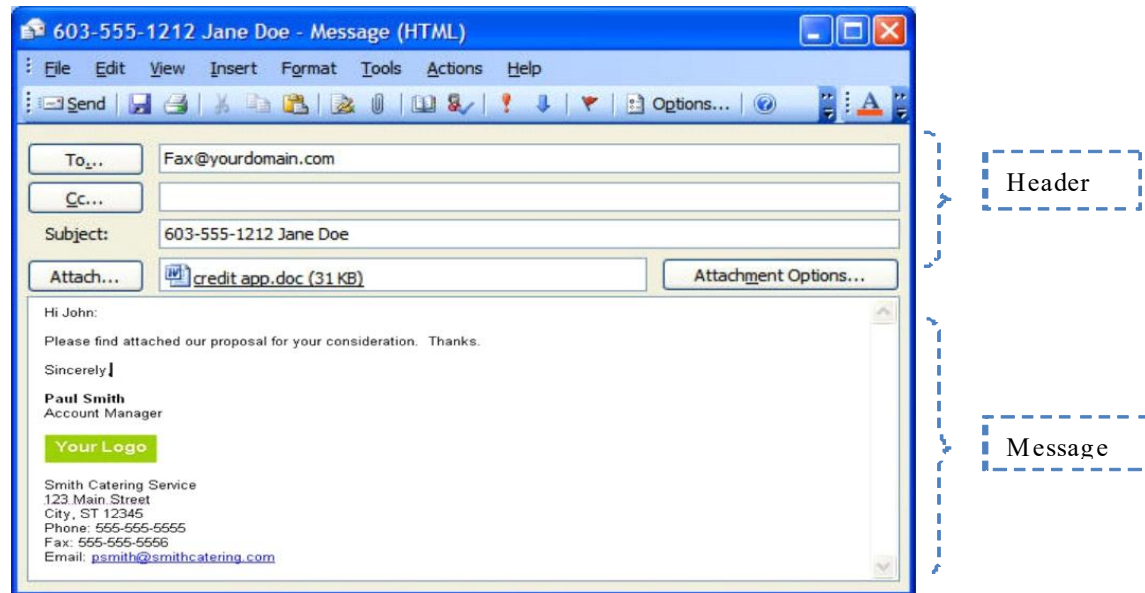 603-555-1212 Jane Doe - Message (HTML)
File Edit View Insert Format Tools Actions Help
Send Options... A
To... Fax@yourdomain.com
Cc...
Subject: 603-555-1212 Jane Doe
Attach... credit app.doc (31 KB) Attachment Options...
Header
Hi John:
Please find attached our proposal for your consideration. Thanks.
Sincerely,
Paul Smith
Account Manager
Your Logo
Smith Catering Service
123 Main Street
City, ST 12345
Phone: 555-555-5555
Fax: 555-555-5556
Email: psmith@smithcatering.com
Message